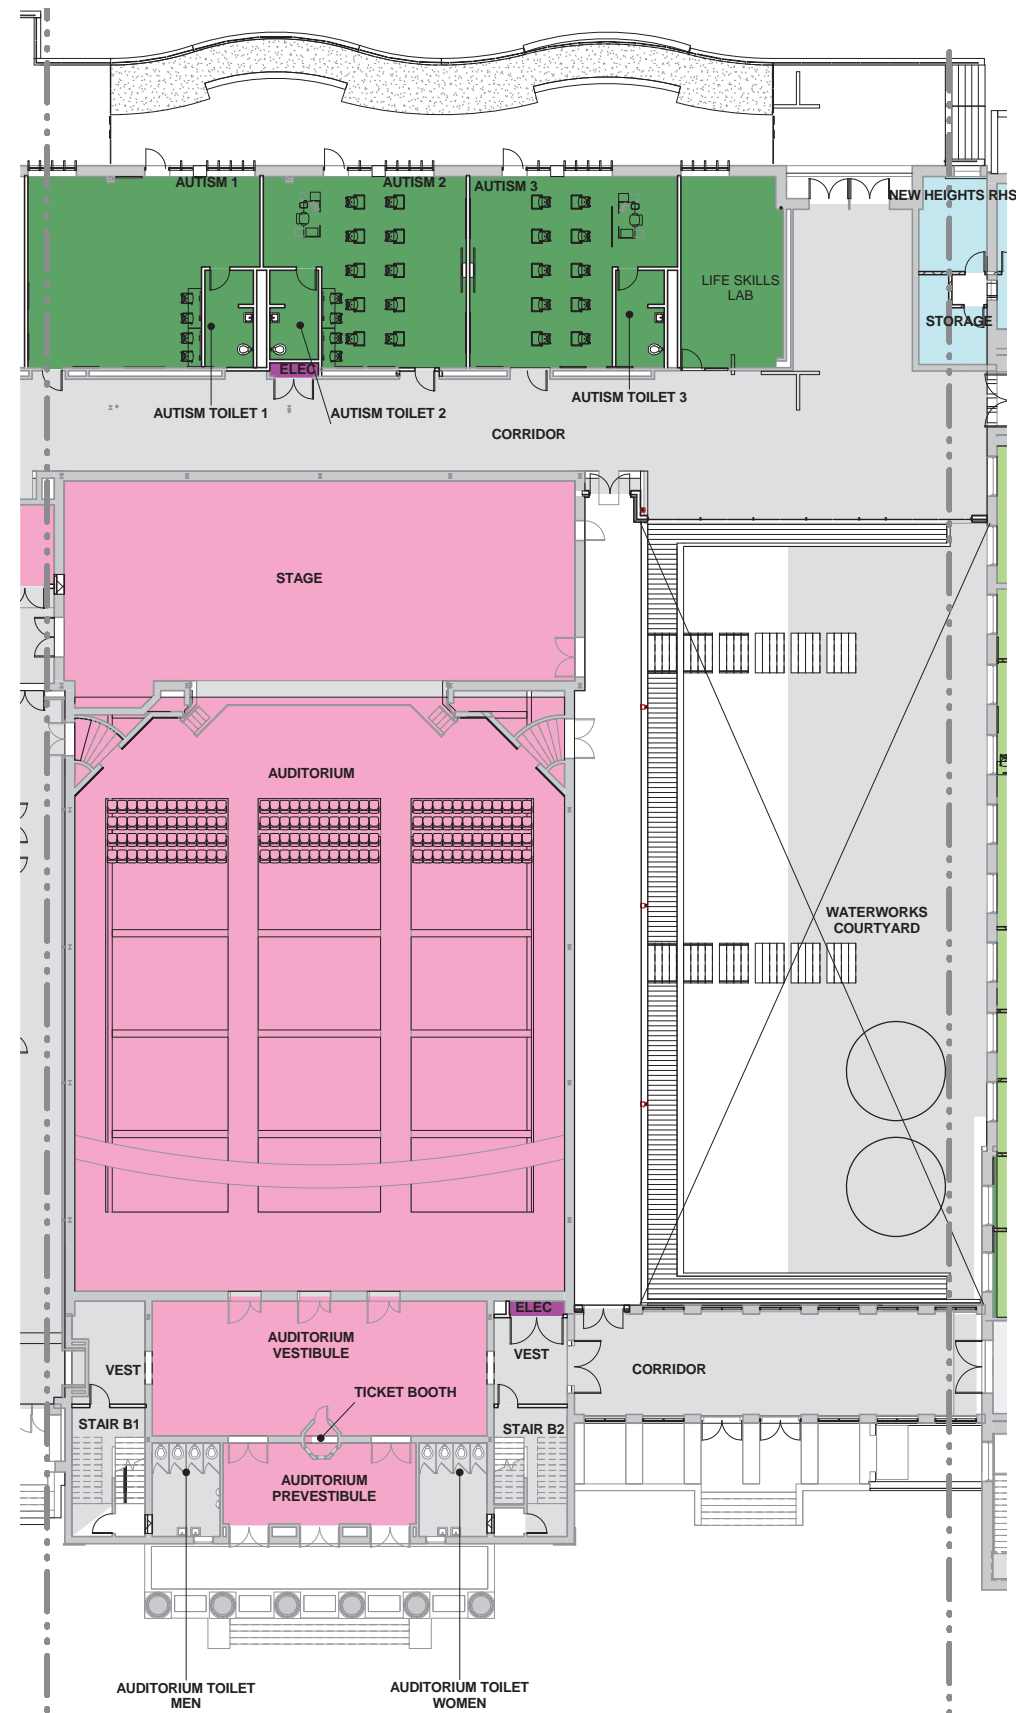 AUTISM 1
AUTISM 2
AUTISM 3
NEW HEIGHTS RHS
LIFE SKILLS
LAB
STORAGE
ELEC
AUTISM TOILET 1
AUTISM TOILET 2
AUTISM TOILET 3
CORRIDOR
STAGE
AUDITORIUM
WATERWORKS
COURTYARD
ELEC
AUDITORIUM
VESTIBULE
VEST
VEST
CORRIDOR
TICKET BOOTH
STAIR B1
STAIR B2
AUDITORIUM
PREVESTIBULE
AUDITORIUM TOILET
MEN
AUDITORIUM TOILET
WOMEN